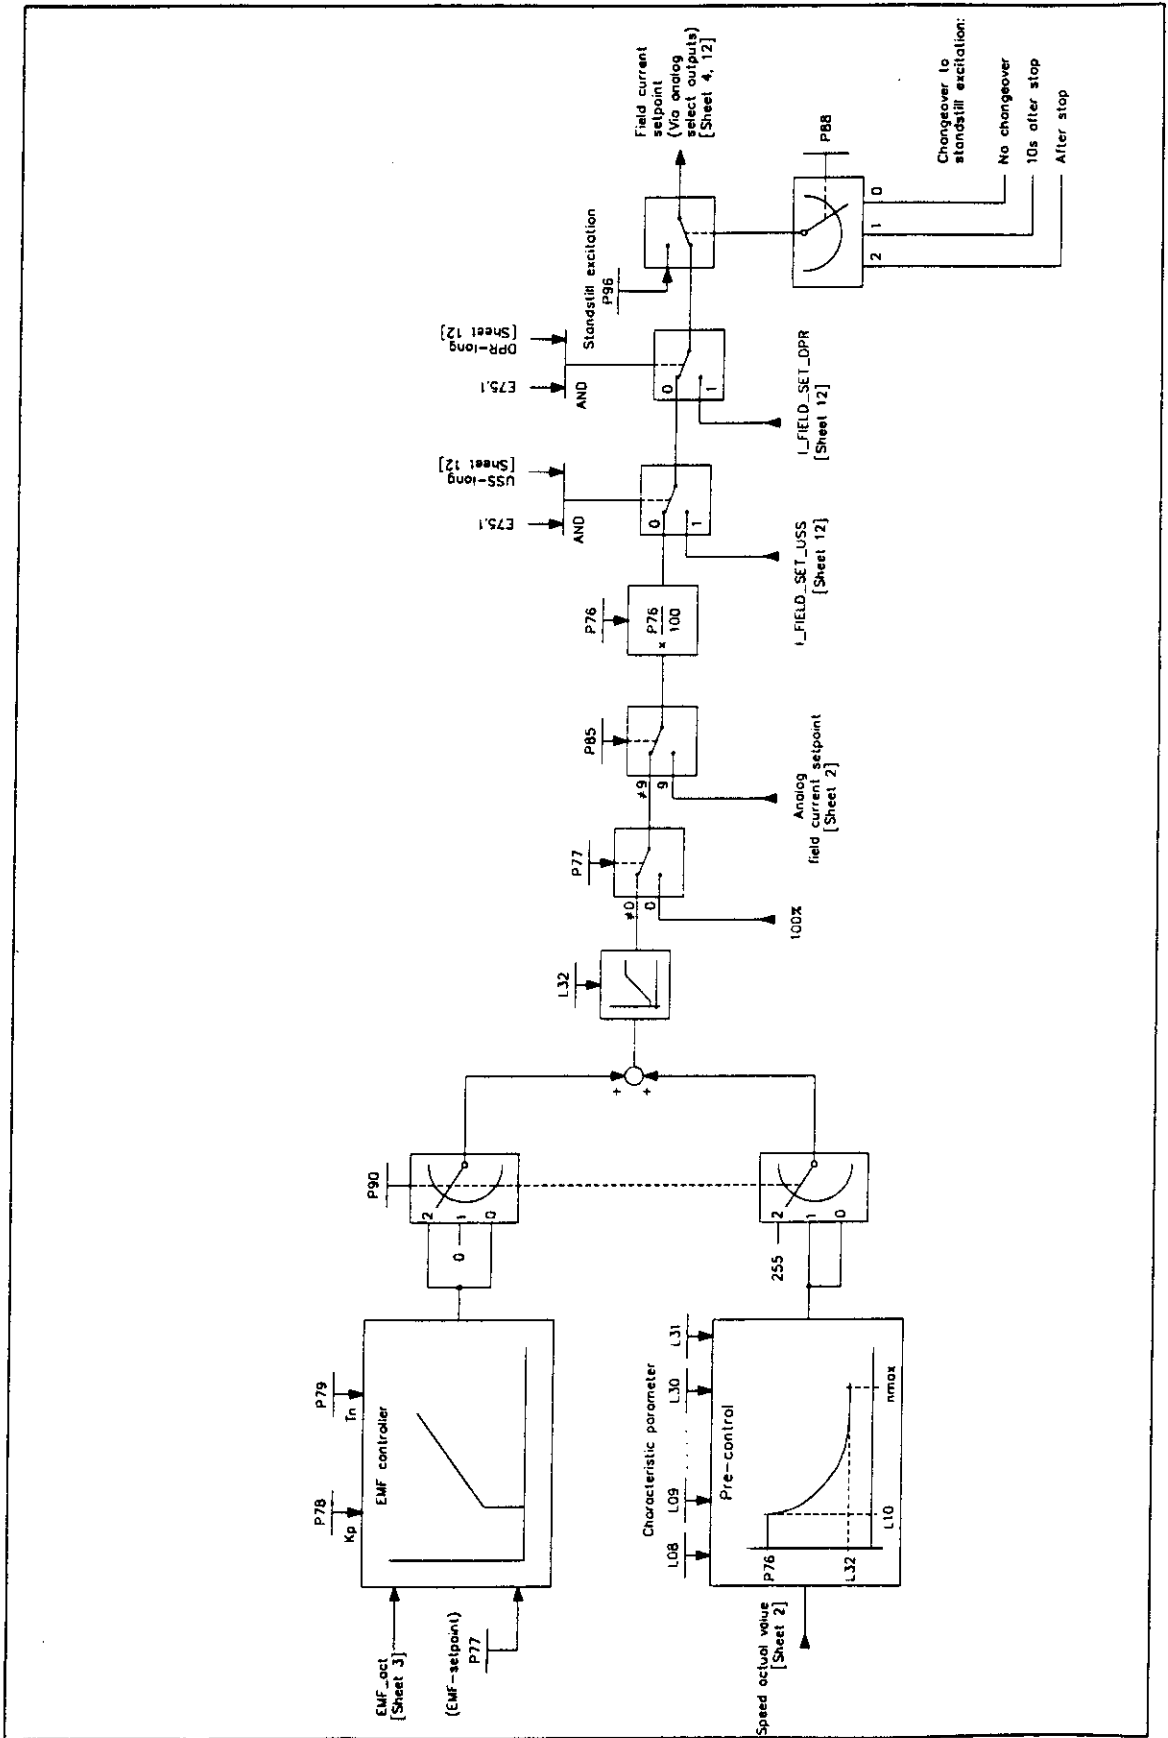 EMF_act
[Sheet 3]
(EMF-setpoint)
P77
P78
Kp
P79
Tn
EMF controller
P90
2
1
0
0
Speed actual value
[Sheet 2]
Characteristic parameter
L08
L09
.....
L30
L31
Pre-control
P76
L32
L10
nmax
255
2
1
0
+
+
L32
P77
≠0
0
100%
P85
≠9
9
Analog
field current setpoint
[Sheet 2]
P76
x P76
100
E75.1
USS-long
[Sheet 12]
AND
0
1
I_FIELD_SET_USS
[Sheet 12]
E75.1
DPR-long
[Sheet 12]
AND
0
1
I_FIELD_SET_DPR
[Sheet 12]
Standstill excitation
P96
Field current
setpoint
(Via analog
select outputs)
[Sheet 4, 12]
P88
2
1
0
Changeover to
standstill excitation:
No changeover
10s after stop
After stop